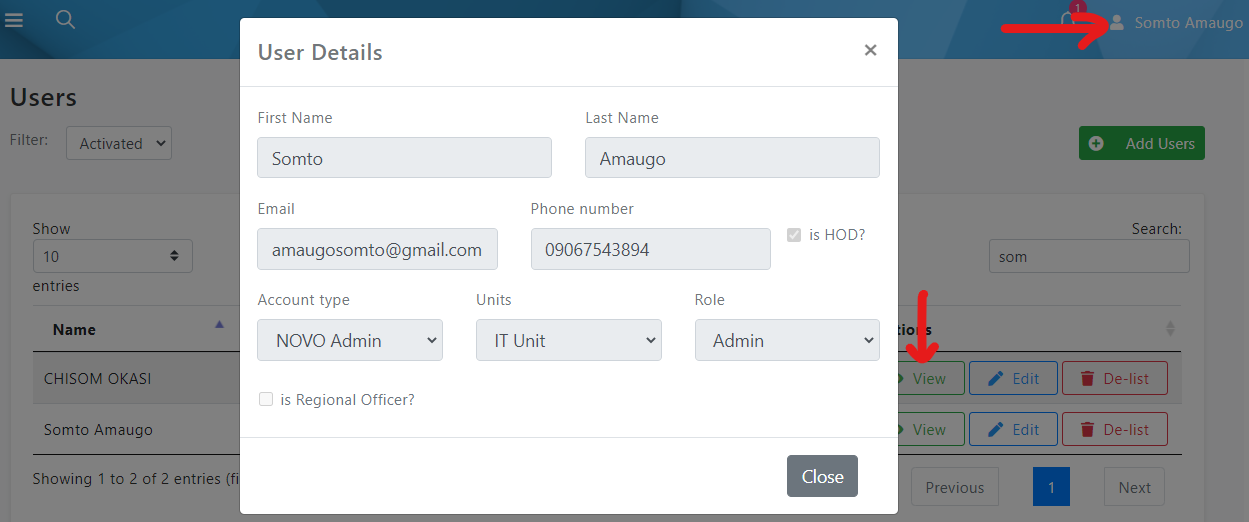 1
Somto Amaugo
User Details
×
Users
Filter:
Activated
Add Users
First Name
Last Name
Somto
Amaugo
Email
Phone number
amaugosomto@gmail.com
09067543894
is HOD?
Show
10
entries
Search:
som
Account type
Units
Role
NOVO Admin
IT Unit
Admin
Name
tions
CHISOM OKASI
View
Edit
De-list
is Regional Officer?
Somto Amaugo
View
Edit
De-list
Showing 1 to 2 of 2 entries (fi
Close
Previous
1
Next